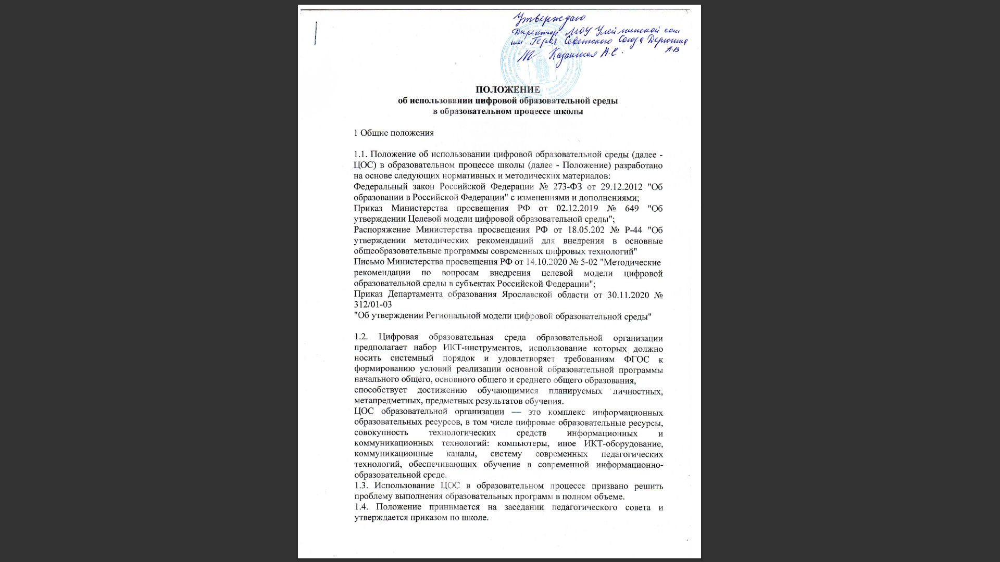 Утверждаю
Директор МОУ Улейминской сош
им. Героя Советского Союза Дерюгина
А.В
Казанская А.Е.
ПОЛОЖЕНИЕ
об использовании цифровой образовательной среды
в образовательном процессе школы
1 Общие положения
1.1. Положение об использовании цифровой образовательной среды (далее -
ЦОС) в образовательном процессе школы (далее - Положение) разработано
на основе следующих нормативных и методических материалов:
Федеральный закон Российской Федерации № 273-ФЗ от 29.12.2012 "Об
образовании в Российской Федерации" с изменениями и дополнениями;
Приказ Министерства просвещения РФ от 02.12.2019 № 649 "Об
утверждении Целевой модели цифровой образовательной среды";
Распоряжение Министерства просвещения РФ от 18.05.202 № Р-44 "Об
утверждении методических рекомендаций для внедрения в основные
общеобразовательные программы современных цифровых технологий"
Письмо Министерства просвещения РФ от 14.10.2020 № 5-02 "Методические
рекомендации по вопросам внедрения целевой модели цифровой
образовательной среды в субъектах Российской Федерации";
Приказ Департамента образования Ярославской области от 30.11.2020 №
312/01-03
"Об утверждении Региональной модели цифровой образовательной среды"
1.2. Цифровая образовательная среда образовательной организации
предполагает набор ИКТ-инструментов, использование которых должно
носить системный порядок и удовлетворяет требованиям ФГОС к
формированию условий реализации основной образовательной программы
начального общего, основного общего и среднего общего образования,
способствует достижению обучающимися планируемых личностных,
метапредметных, предметных результатов обучения.
ЦОС образовательной организации — это комплекс информационных
образовательных ресурсов, в том числе цифровые образовательные ресурсы,
совокупность технологических средств информационных и
коммуникационных технологий: компьютеры, иное ИКТ-оборудование,
коммуникационные каналы, систему современных педагогических
технологий, обеспечивающих обучение в современной информационно-
образовательной среде.
1.3. Использование ЦОС в образовательном процессе призвано решить
проблему выполнения образовательных программ в полном объеме.
1.4. Положение принимается на заседании педагогического совета и
утверждается приказом по школе.